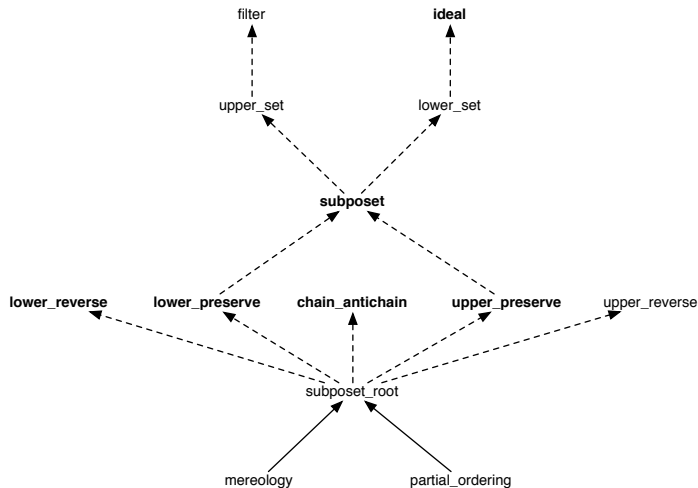 filter ideal
upper_set lower_set
subposet
lower_reverse lower_preserve chain_antichain upper_preserve upper_reverse
subposet_root
mereology partial_ordering